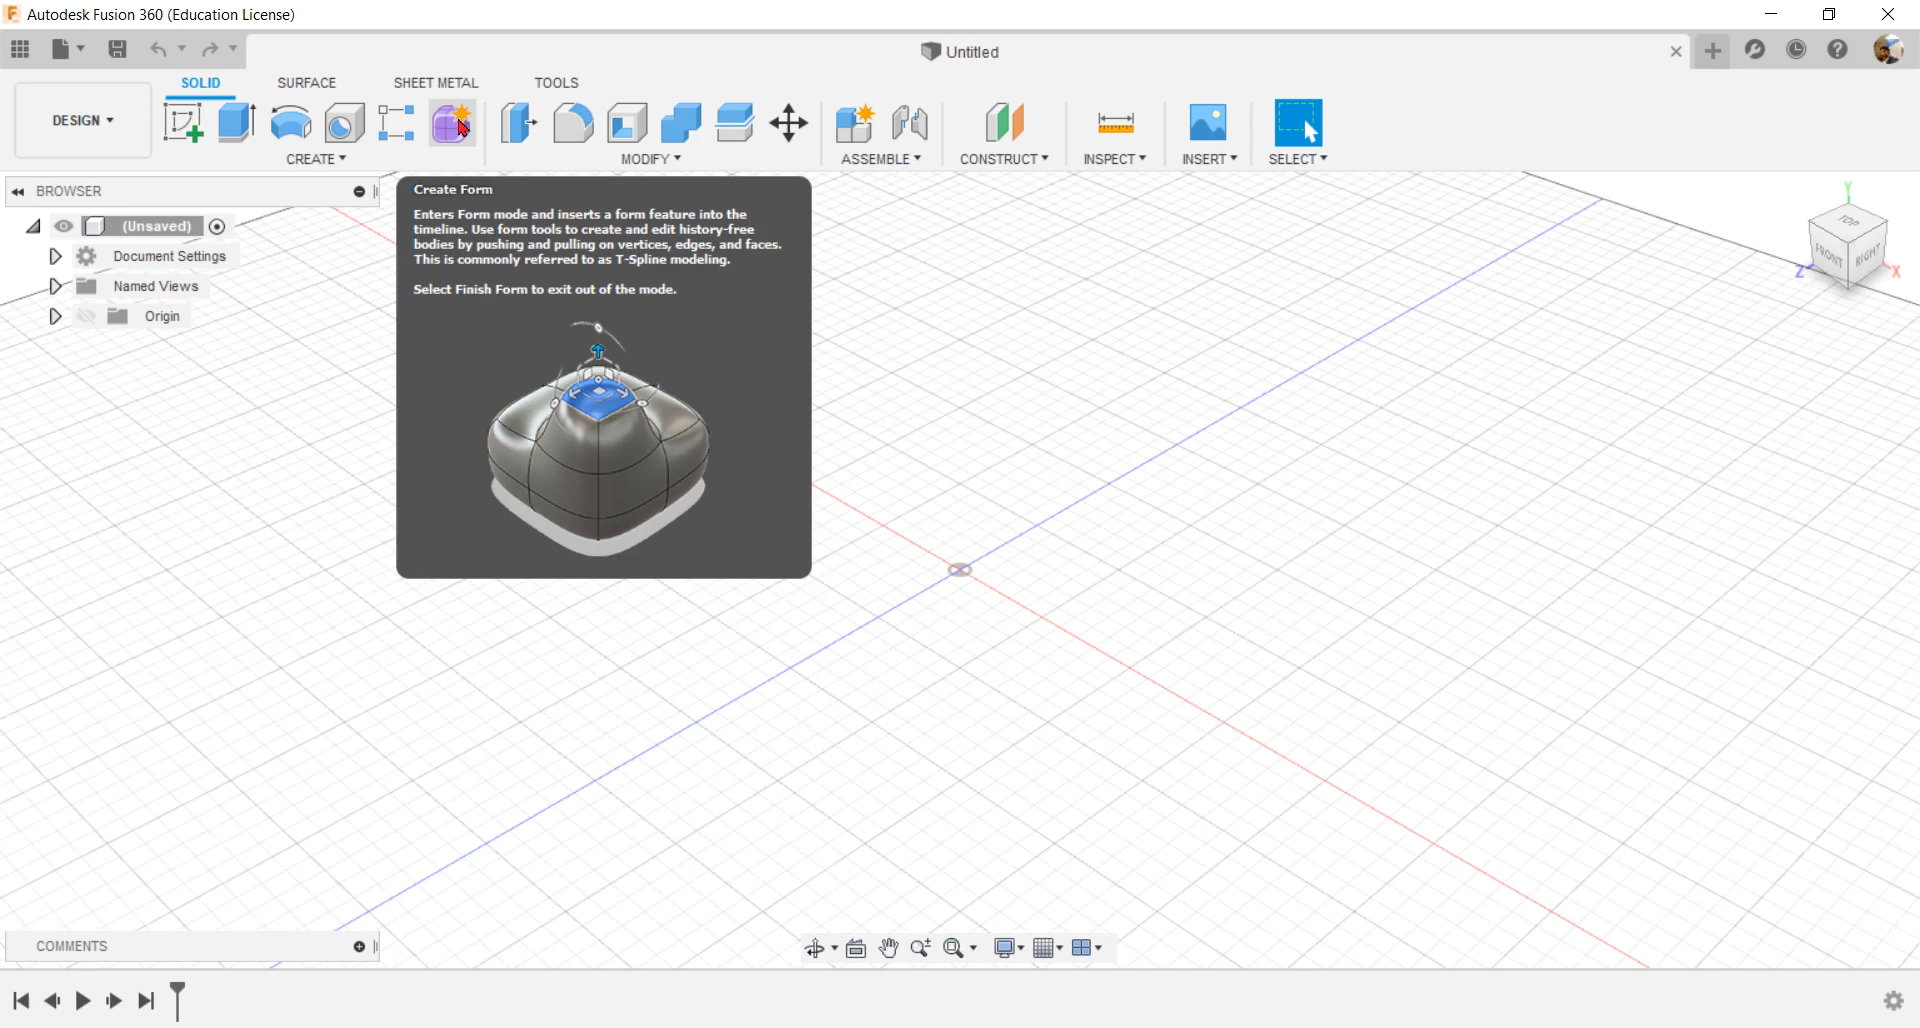 Autodesk Fusion 360 (Education License)
Untitled
SOLID
SURFACE
SHEET METAL
TOOLS
DESIGN
CREATE
MODIFY
ASSEMBLE
CONSTRUCT
INSPECT
INSERT
SELECT
BROWSER
(Unsaved)
Document Settings
Named Views
Origin
Create Form
Enters Form mode and inserts a form feature into the
timeline. Use form tools to create and edit history-free
bodies by pushing and pulling on vertices, edges, and faces.
This is commonly referred to as T-Spline modeling.
Select Finish Form to exit out of the mode.
Y
TOP
FRONT
RIGHT
Z
X
COMMENTS